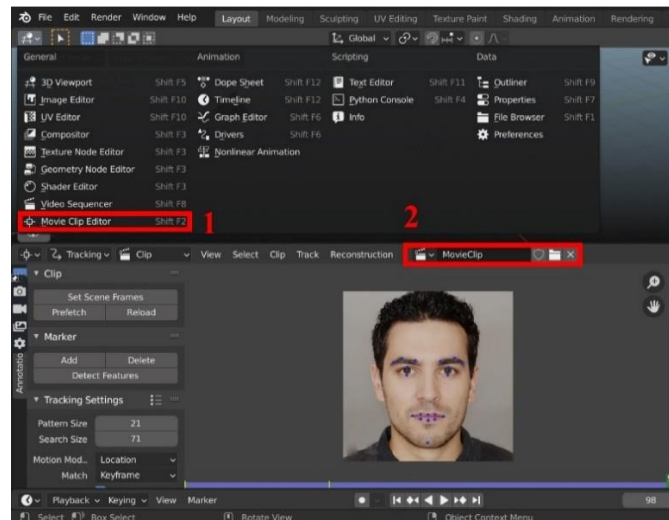 File Edit Render Window Help Layout Modeling Sculpting UV Editing Texture Paint Shading Animation Rendering
Global
General Animation Scripting Data
3D Viewport Shift F5 Dope Sheet Shift F12 Text Editor Shift F11 Outliner Shift F9
Image Editor Shift F10 Timeline Shift F12 Python Console Shift F4 Properties Shift F7
UV Editor Shift F10 Graph Editor Shift F6 Info File Browser Shift F1
Compositor Shift F3 Drivers Shift F6 Preferences
Texture Node Editor Shift F3 Nonlinear Animation
Geometry Node Editor Shift F3
Shader Editor Shift F3
Video Sequencer Shift F8
Movie Clip Editor Shift F2 1 2
Tracking Clip View Select Clip Track Reconstruction MovieClip
Clip
Set Scene Frames
Prefetch Reload
Marker
Add Delete
Detect Features
Annotatio
Tracking Settings
Pattern Size 21
Search Size 71
Motion Mod.. Location
Match Keyframe
Playback Keying View Marker 98
Select Box Select Rotate View Object Context Menu